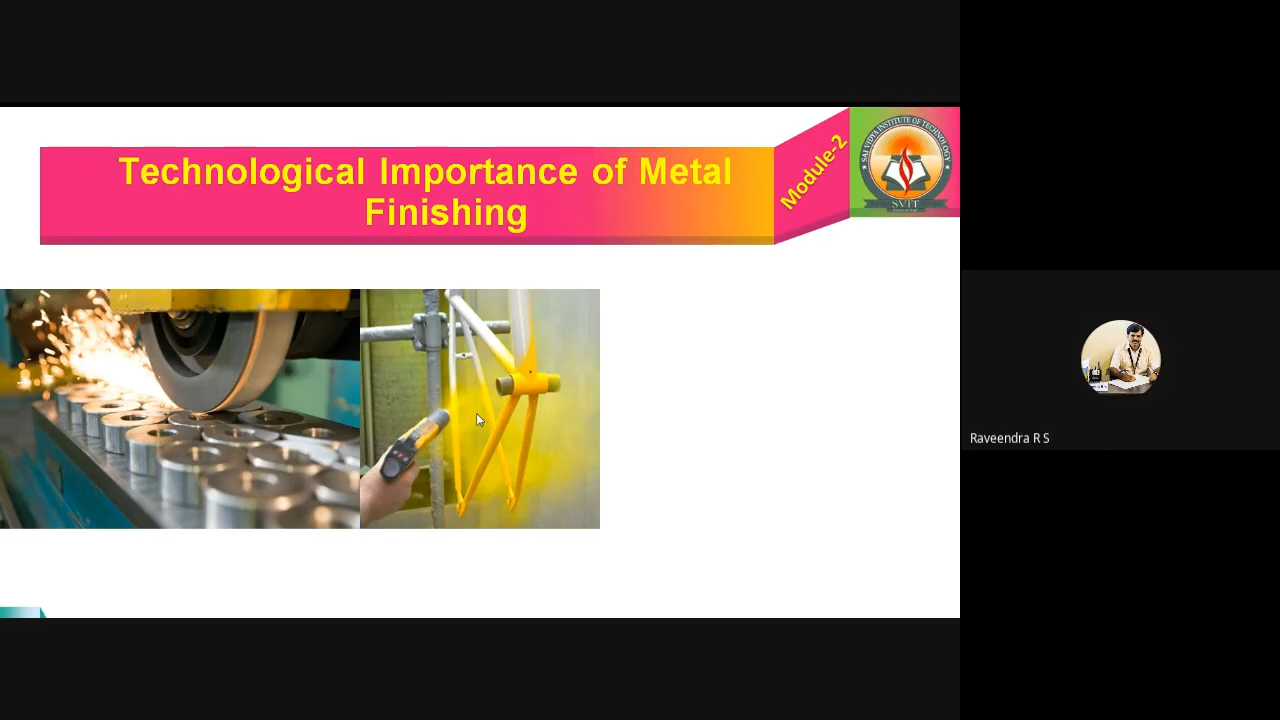 Technological Importance of Metal
Finishing
Module-2
SAI VIDYA INSTITUTE OF TECHNOLOGY
SVIT
Raveendra R S